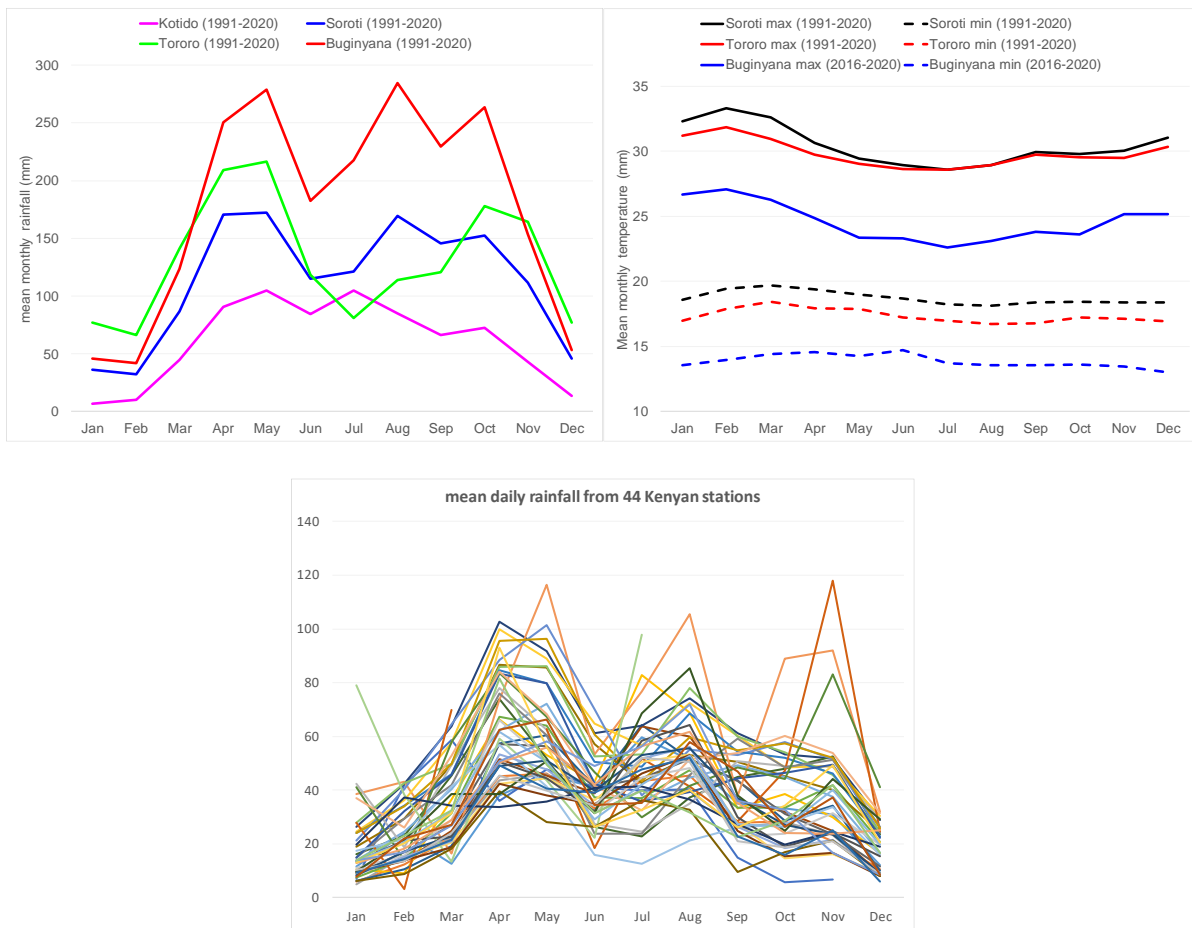 Kotido (1991-2020) Soroti (1991-2020)
Tororo (1991-2020) Buginyana (1991-2020)
mean monthly rainfall (mm)
300
250
200
150
100
50
0
Jan Feb Mar Apr May Jun Jul Aug Sep Oct Nov Dec
Soroti max (1991-2020) Soroti min (1991-2020)
Tororo max (1991-2020) Tororo min (1991-2020)
Buginyana max (2016-2020) Buginyana min (2016-2020)
Mean monthly temperature (mm)
35
30
25
20
15
10
Jan Feb Mar Apr May Jun Jul Aug Sep Oct Nov Dec
mean daily rainfall from 44 Kenyan stations
140
120
100
80
60
40
20
0
Jan Feb Mar Apr May Jun Jul Aug Sep Oct Nov Dec